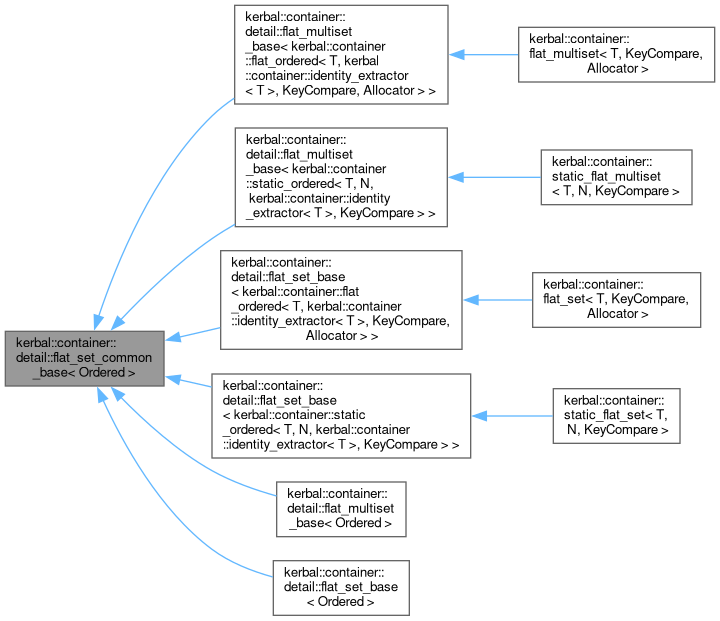 kerbal::container::
detail::flat_multiset
_base< kerbal::container
::flat_ordered< T, kerbal
::container::identity_extractor
< T >, KeyCompare, Allocator > >
kerbal::container::
flat_multiset< T, KeyCompare,
Allocator >
kerbal::container::
detail::flat_multiset
_base< kerbal::container
::static_ordered< T, N,
kerbal::container::identity
_extractor< T >, KeyCompare > >
kerbal::container::
static_flat_multiset
< T, N, KeyCompare >
kerbal::container::
detail::flat_set_base
< kerbal::container::flat
_ordered< T, kerbal::container
::identity_extractor< T >, KeyCompare,
Allocator > >
kerbal::container::
flat_set< T, KeyCompare,
Allocator >
kerbal::container::
detail::flat_set_common
_base< Ordered >
kerbal::container::
detail::flat_set_base
< kerbal::container::static
_ordered< T, N, kerbal::container
::identity_extractor< T >, KeyCompare > >
kerbal::container::
static_flat_set< T,
N, KeyCompare >
kerbal::container::
detail::flat_multiset
_base< Ordered >
kerbal::container::
detail::flat_set_base
< Ordered >